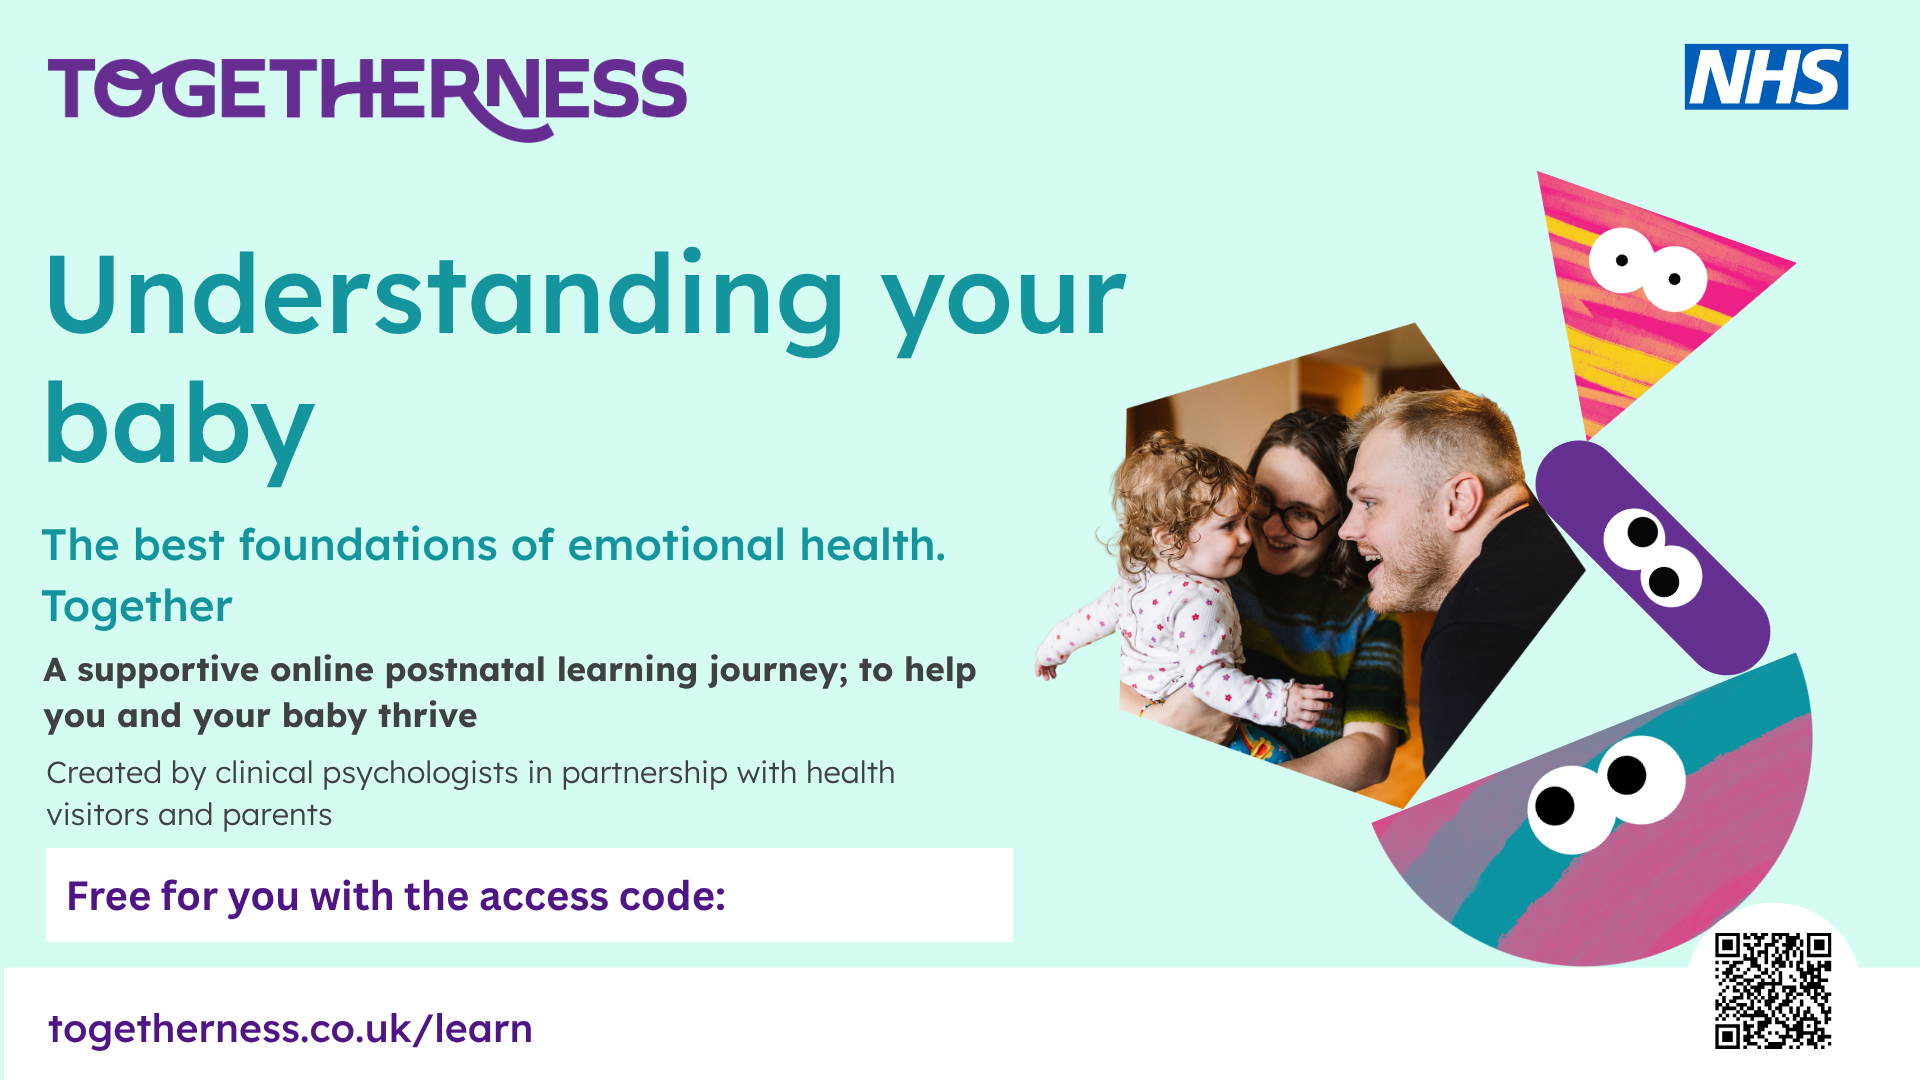 TOGETHERNESS
NHS
Understanding your
baby
The best foundations of emotional health.
Together
A supportive online postnatal learning journey; to help
you and your baby thrive
Created by clinical psychologists in partnership with health
visitors and parents
Free for you with the access code:
togetherness.co.uk/learn